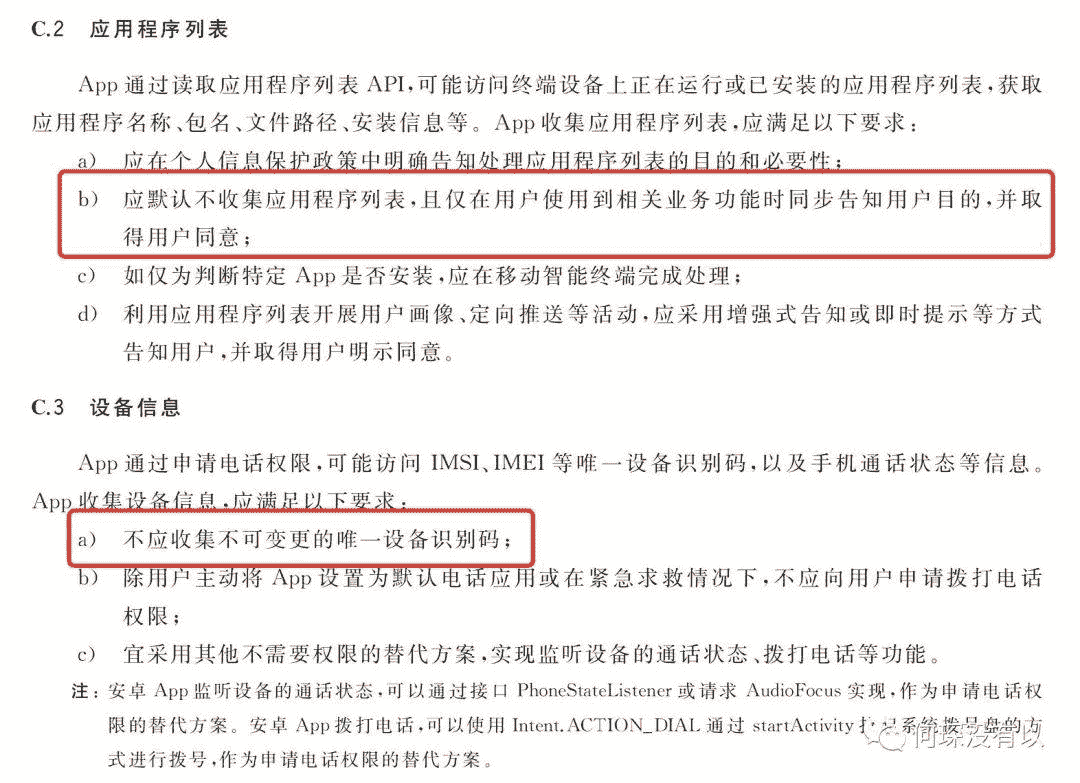 C.2 应用程序列表
App 通过读取应用程序列表 API,可能访问终端设备上正在运行或已安装的应用程序列表,获取
应用程序名称、包名、文件路径、安装信息等。App 收集应用程序列表,应满足以下要求:
a) 应在个人信息保护政策中明确告知处理应用程序列表的目的和必要性;
b) 应默认不收集应用程序列表,且仅在用户使用到相关业务功能时同步告知用户目的,并取
得用户同意;
c) 如仅为判断特定 App 是否安装,应在移动智能终端完成处理;
d) 利用应用程序列表开展用户画像、定向推送等活动,应采用增强式告知或即时提示等方式
告知用户,并取得用户明示同意。
C.3 设备信息
App 通过申请电话权限,可能访问 IMSI、IMEI 等唯一设备识别码,以及手机通话状态等信息。
App 收集设备信息,应满足以下要求:
a) 不应收集不可变更的唯一设备识别码;
b) 除用户主动将 App 设置为默认电话应用或在紧急求救情况下,不应向用户申请拨打电话
权限;
c) 宜采用其他不需要权限的替代方案,实现监听设备的通话状态、拨打电话等功能。
注:安卓 App 监听设备的通话状态,可以通过接口 PhoneStateListener 或请求 AudioFocus 实现,作为申请电话权
限的替代方案。安卓 App 拨打电话,可以使用 Intent.ACTION_DIAL 通过 startActivity 系统拨号盘的方
式进行拨号,作为申请电话权限的替代方案。